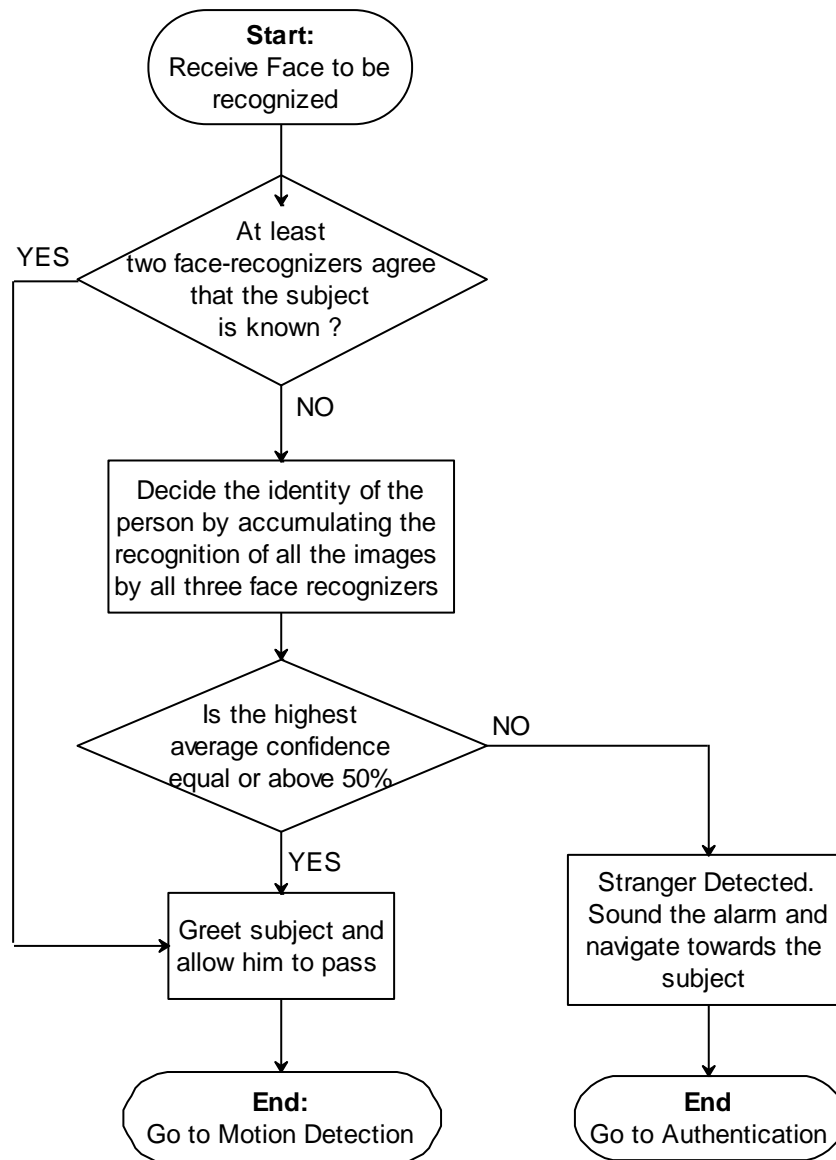 Start:
Receive Face to be
recognized
At least
two face-recognizers agree
that the subject
is known ?
YES
NO
Decide the identity of the
person by accumulating the
recognition of all the images
by all three face recognizers
Is the highest
average confidence
equal or above 50%
NO
YES
Greet subject and
allow him to pass
Stranger Detected.
Sound the alarm and
navigate towards the
subject
End:
Go to Motion Detection
End
Go to Authentication